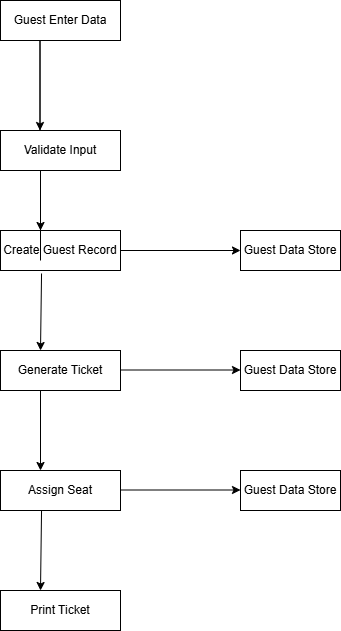 Guest Enter Data
Validate Input
Create Guest Record
Guest Data Store
Generate Ticket
Guest Data Store
Assign Seat
Guest Data Store
Print Ticket